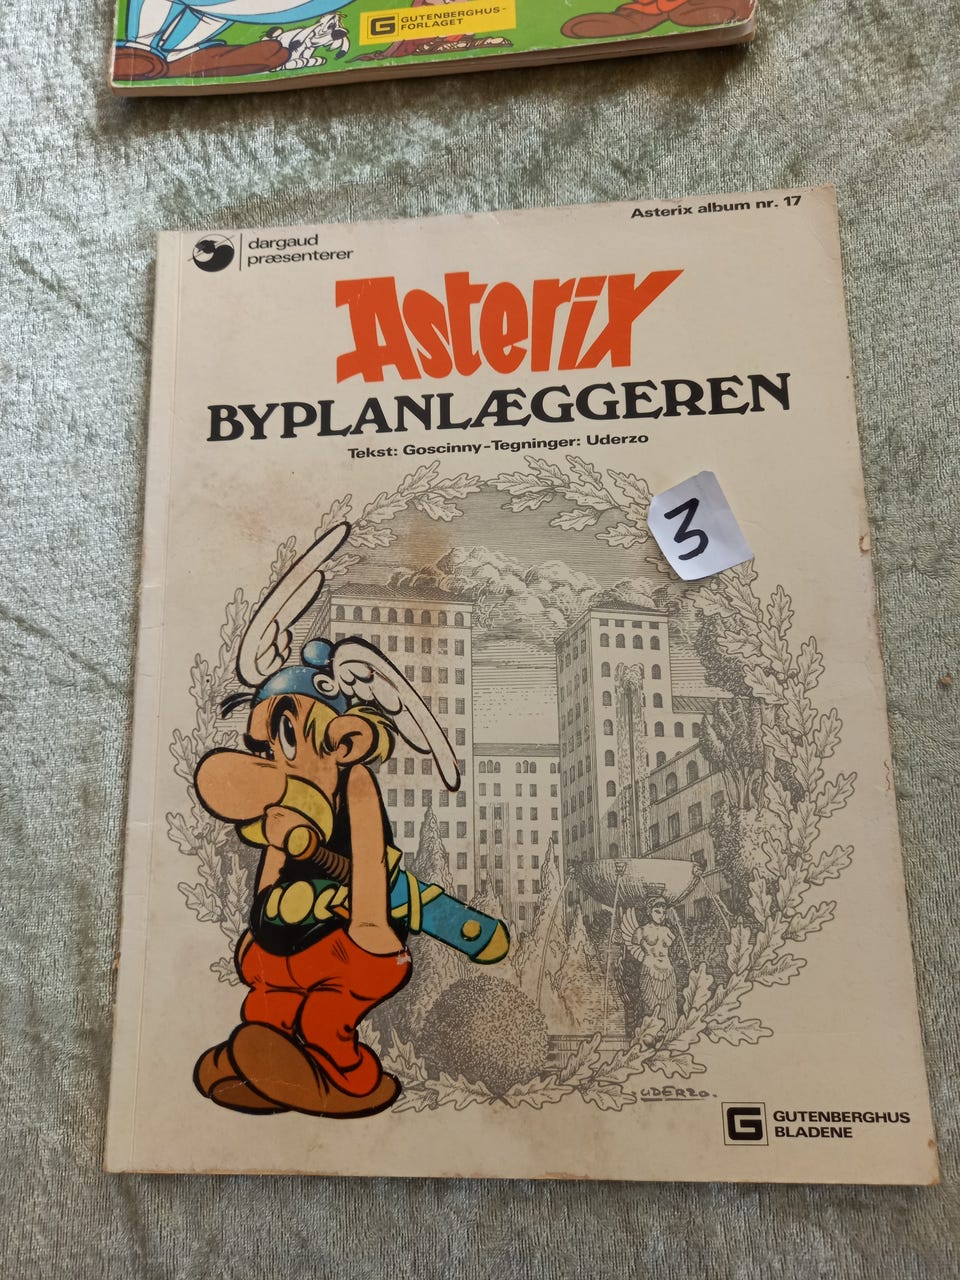 G GUTENBERGHUS-
FORLAGET
Asterix album nr. 17
dargaud
præsenterer
Asterix
BYPLANLÆGGEREN
Tekst: Goscinny-Tegninger: Uderzo
3
UDERZO.
G GUTENBERGHUS
BLADENE